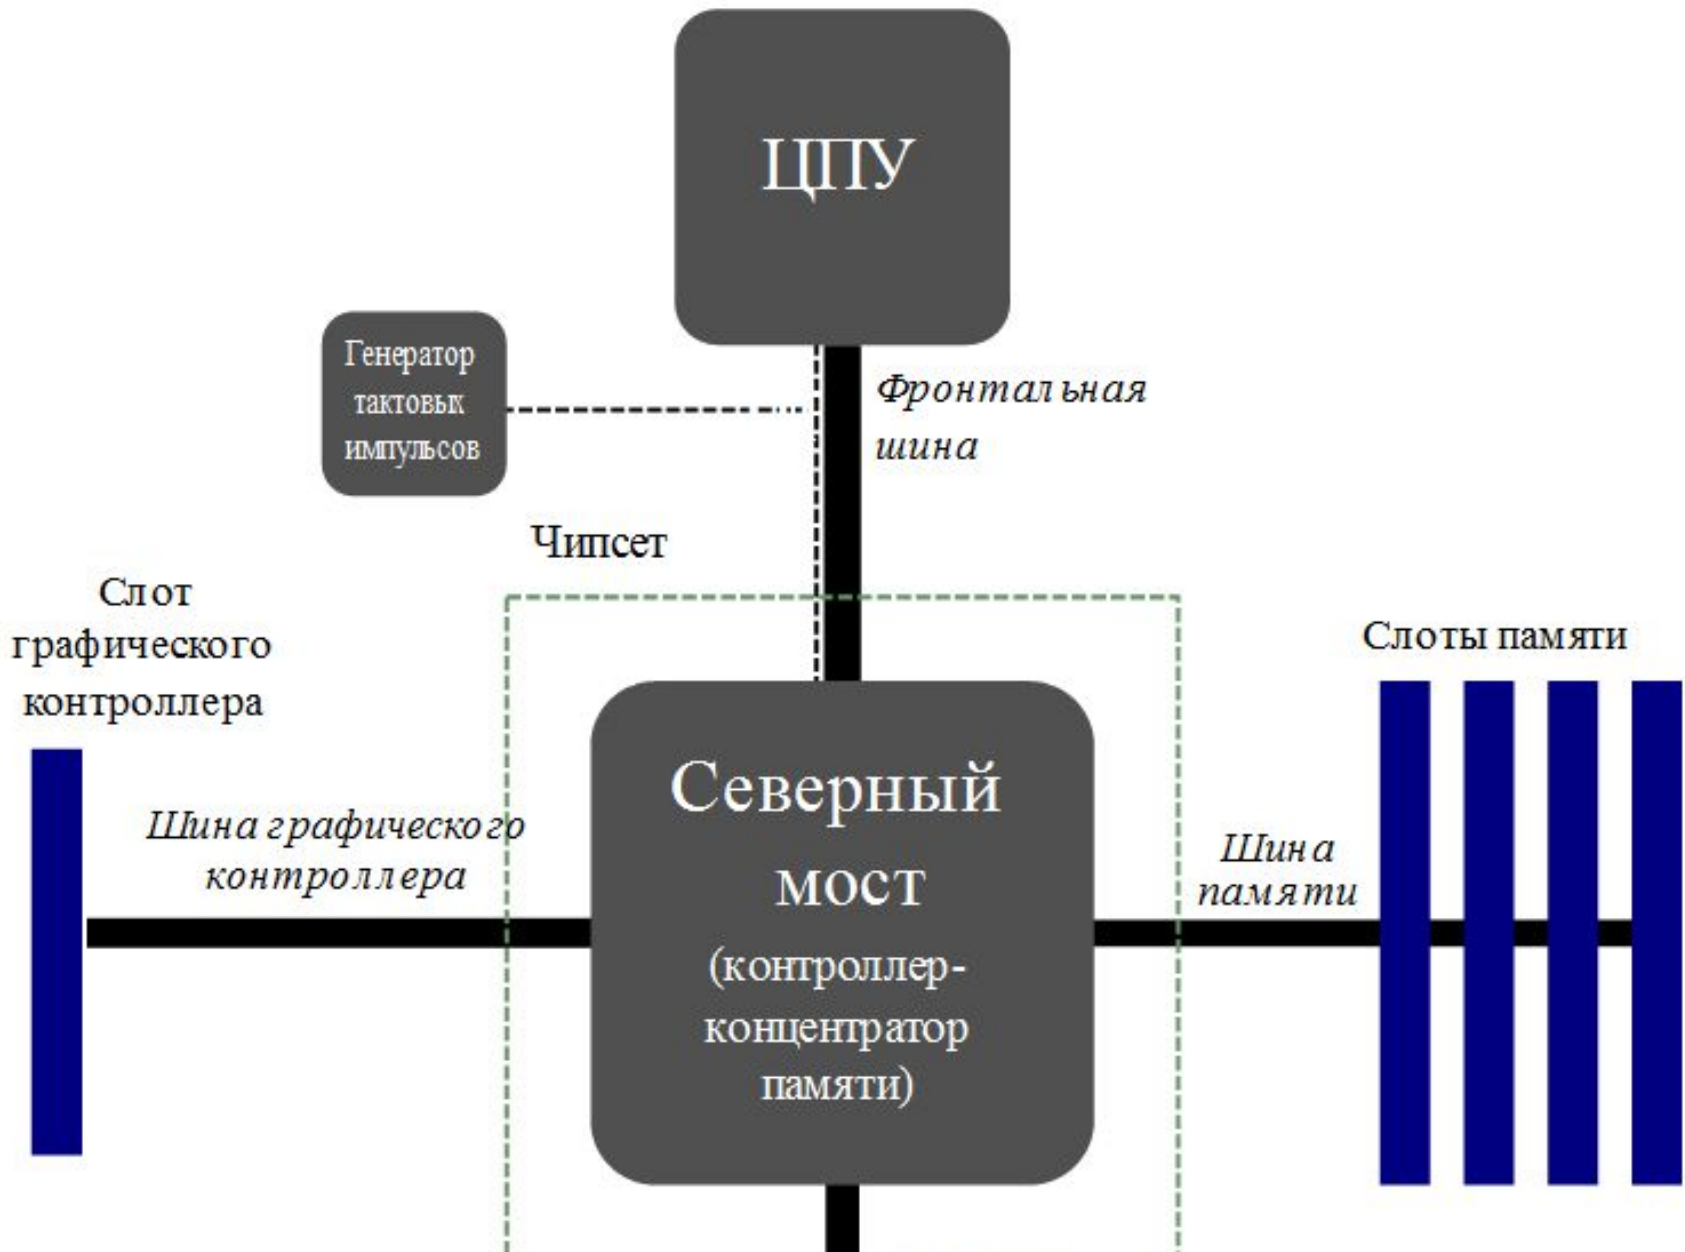 ЦПУ
Генератор
тактовых
импульсов
Фронтальная
шина
Чипсет
Слот
графического
контроллера
Слоты памяти
Шина графического
контроллера
Северный
мост
(контроллер-
концентратор
памяти)
Шина
памяти